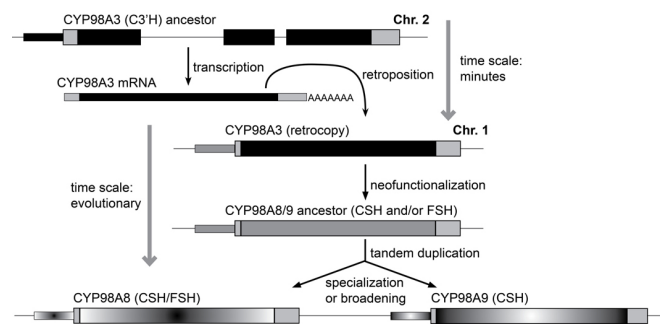 CYP98A3 (C3'H) ancestor
Chr. 2
transcription
retroposition
time scale:
minutes
CYP98A3 mRNA
AAAAAAA
CYP98A3 (retrocopy)
Chr. 1
time scale:
evolutionary
neofunctionalization
CYP98A8/9 ancestor (CSH and/or FSH)
tandem duplication
specialization
or broadening
CYP98A8 (CSH/FSH)
CYP98A9 (CSH)